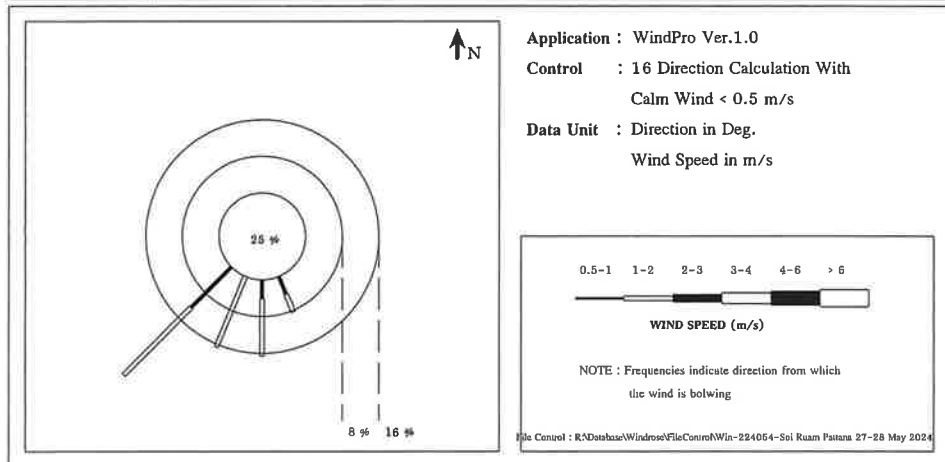 N
25 %
8 % 16 %
Application : WindPro Ver.1.0
Control : 16 Direction Calculation With
Calm Wind < 0.5 m/s
Data Unit : Direction in Deg.
Wind Speed in m/s
0.5-1 1-2 2-3 3-4 4-6 > 6
WIND SPEED (m/s)
NOTE : Frequencies indicate direction from which
the wind is bolwing
File Control : R:\Database\Windrose\FileControl\Win-224054-Soi Ruam Pattana 27-28 May 2024